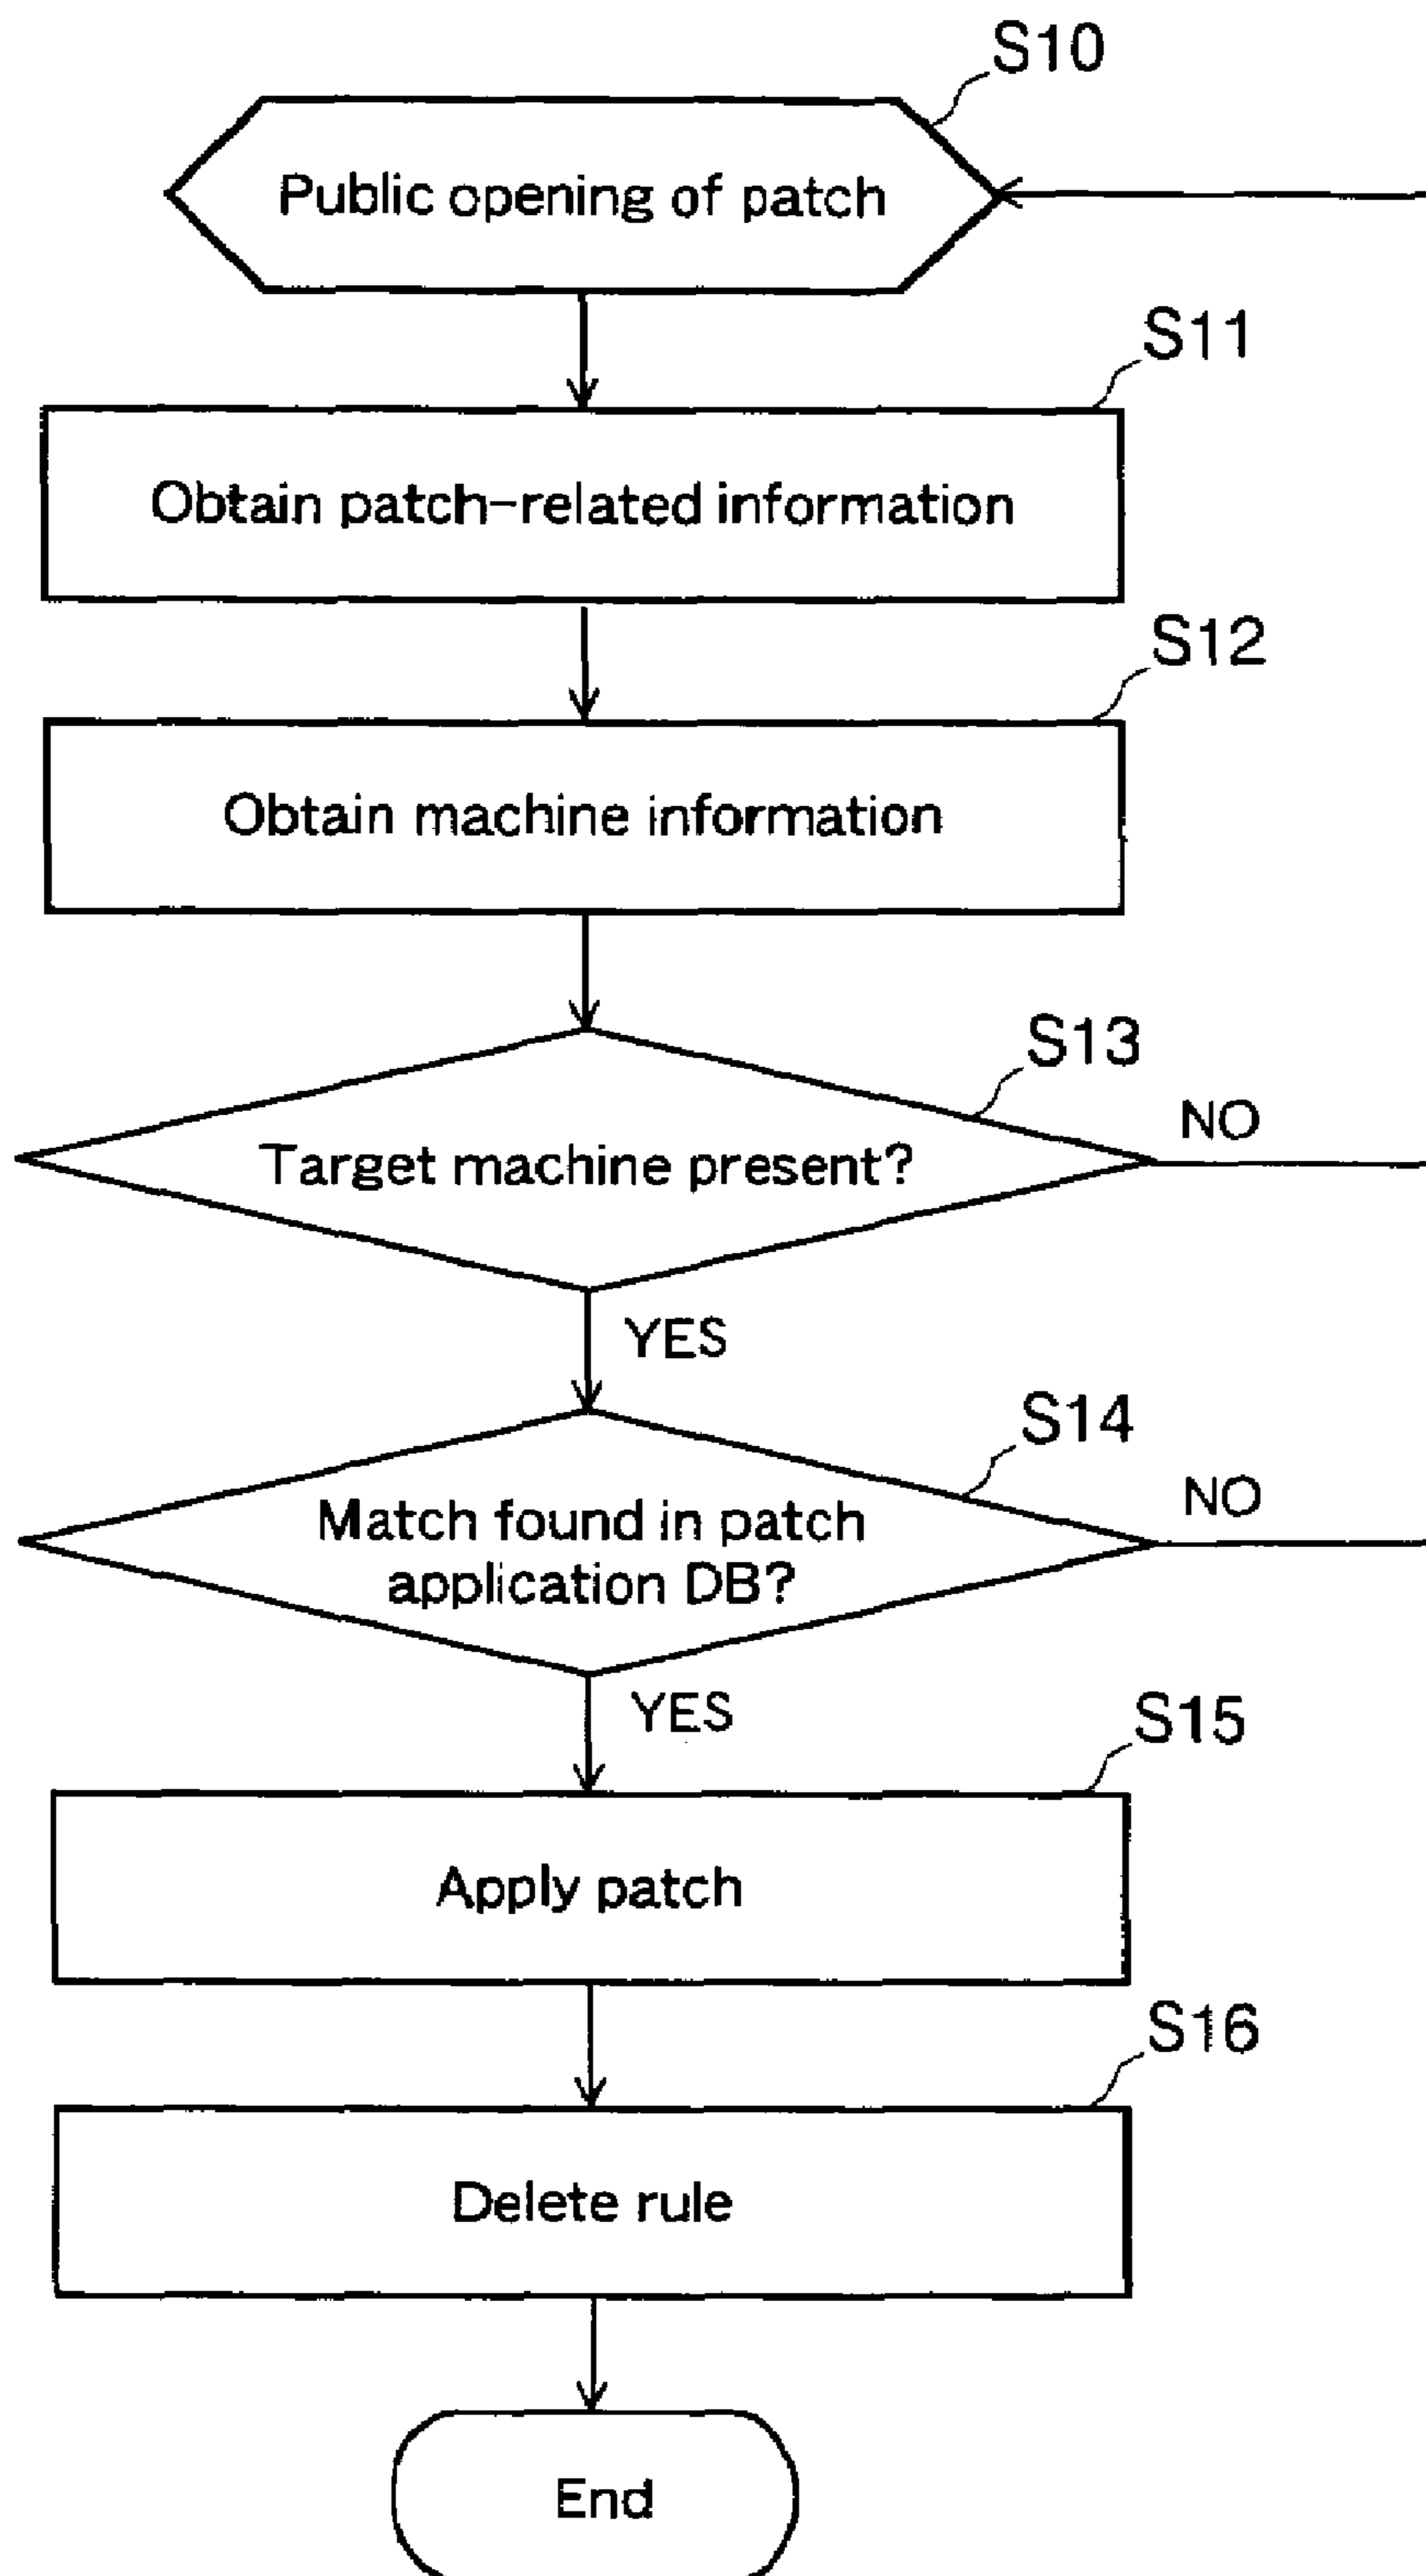 S10
Public opening of patch
S11
Obtain patch-related information
S12
Obtain machine information
S13
Target machine present?
NO
YES
S14
Match found in patch
application DB?
NO
YES
S15
Apply patch
S16
Delete rule
End